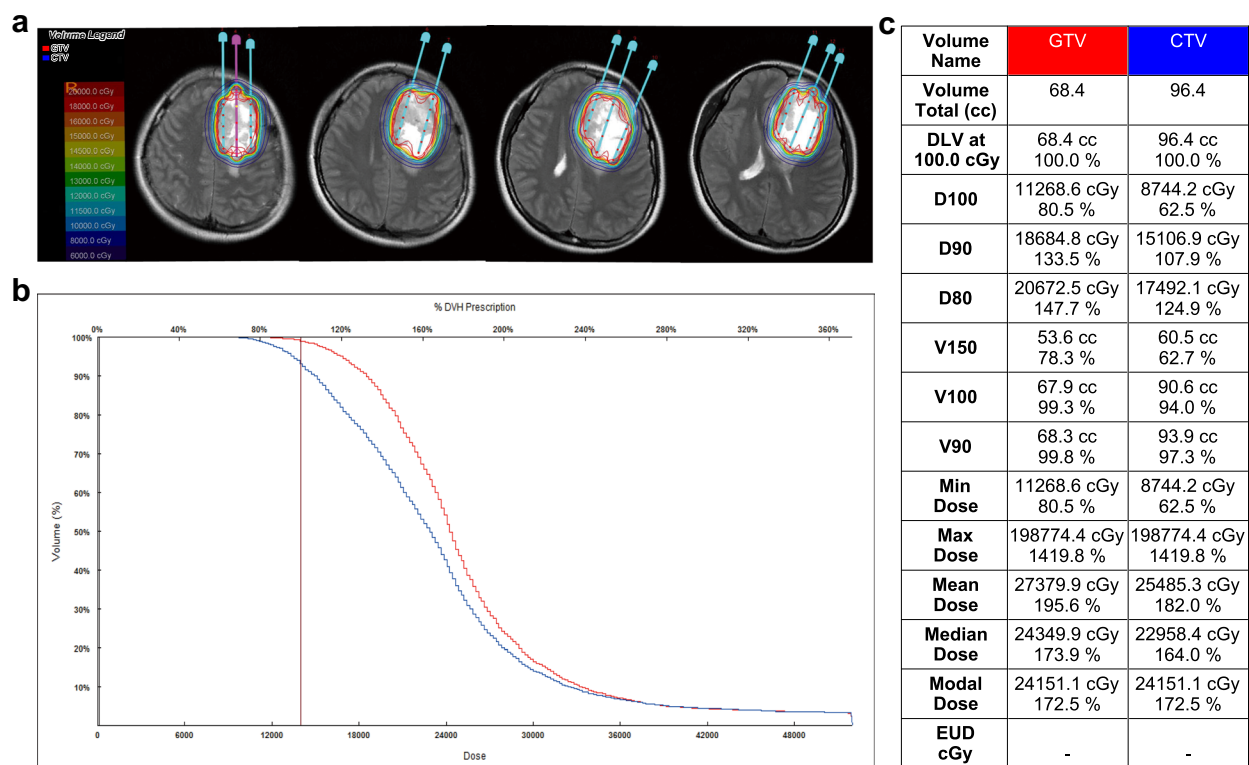 a
Volume Legend
GTV
CTV
R
20000.0 cGy
18000.0 cGy
16000.0 cGy
15000.0 cGy
14500.0 cGy
14000.0 cGy
13000.0 cGy
12000.0 cGy
11500.0 cGy
10000.0 cGy
8000.0 cGy
6000.0 cGy
b
% DVH Prescription
0% 40% 80% 120% 160% 200% 240% 280% 320% 360%
100%
90%
80%
70%
60%
50%
40%
30%
20%
10%
Volume (%)
0 6000 12000 18000 24000 30000 36000 42000 48000
Dose
c
Volume Name GTV CTV
Volume Total (cc) 68.4 96.4
DLV at 100.0 cGy
68.4 cc 96.4 cc
100.0 % 100.0 %
D100
11268.6 cGy 8744.2 cGy
80.5 % 62.5 %
D90
18684.8 cGy 15106.9 cGy
133.5 % 107.9 %
D80
20672.5 cGy 17492.1 cGy
147.7 % 124.9 %
V150
53.6 cc 60.5 cc
78.3 % 62.7 %
V100
67.9 cc 90.6 cc
99.3 % 94.0 %
V90
68.3 cc 93.9 cc
99.8 % 97.3 %
Min Dose
11268.6 cGy 8744.2 cGy
80.5 % 62.5 %
Max Dose
198774.4 cGy 198774.4 cGy
1419.8 % 1419.8 %
Mean Dose
27379.9 cGy 25485.3 cGy
195.6 % 182.0 %
Median Dose
24349.9 cGy 22958.4 cGy
173.9 % 164.0 %
Modal Dose
24151.1 cGy 24151.1 cGy
172.5 % 172.5 %
EUD cGy - -